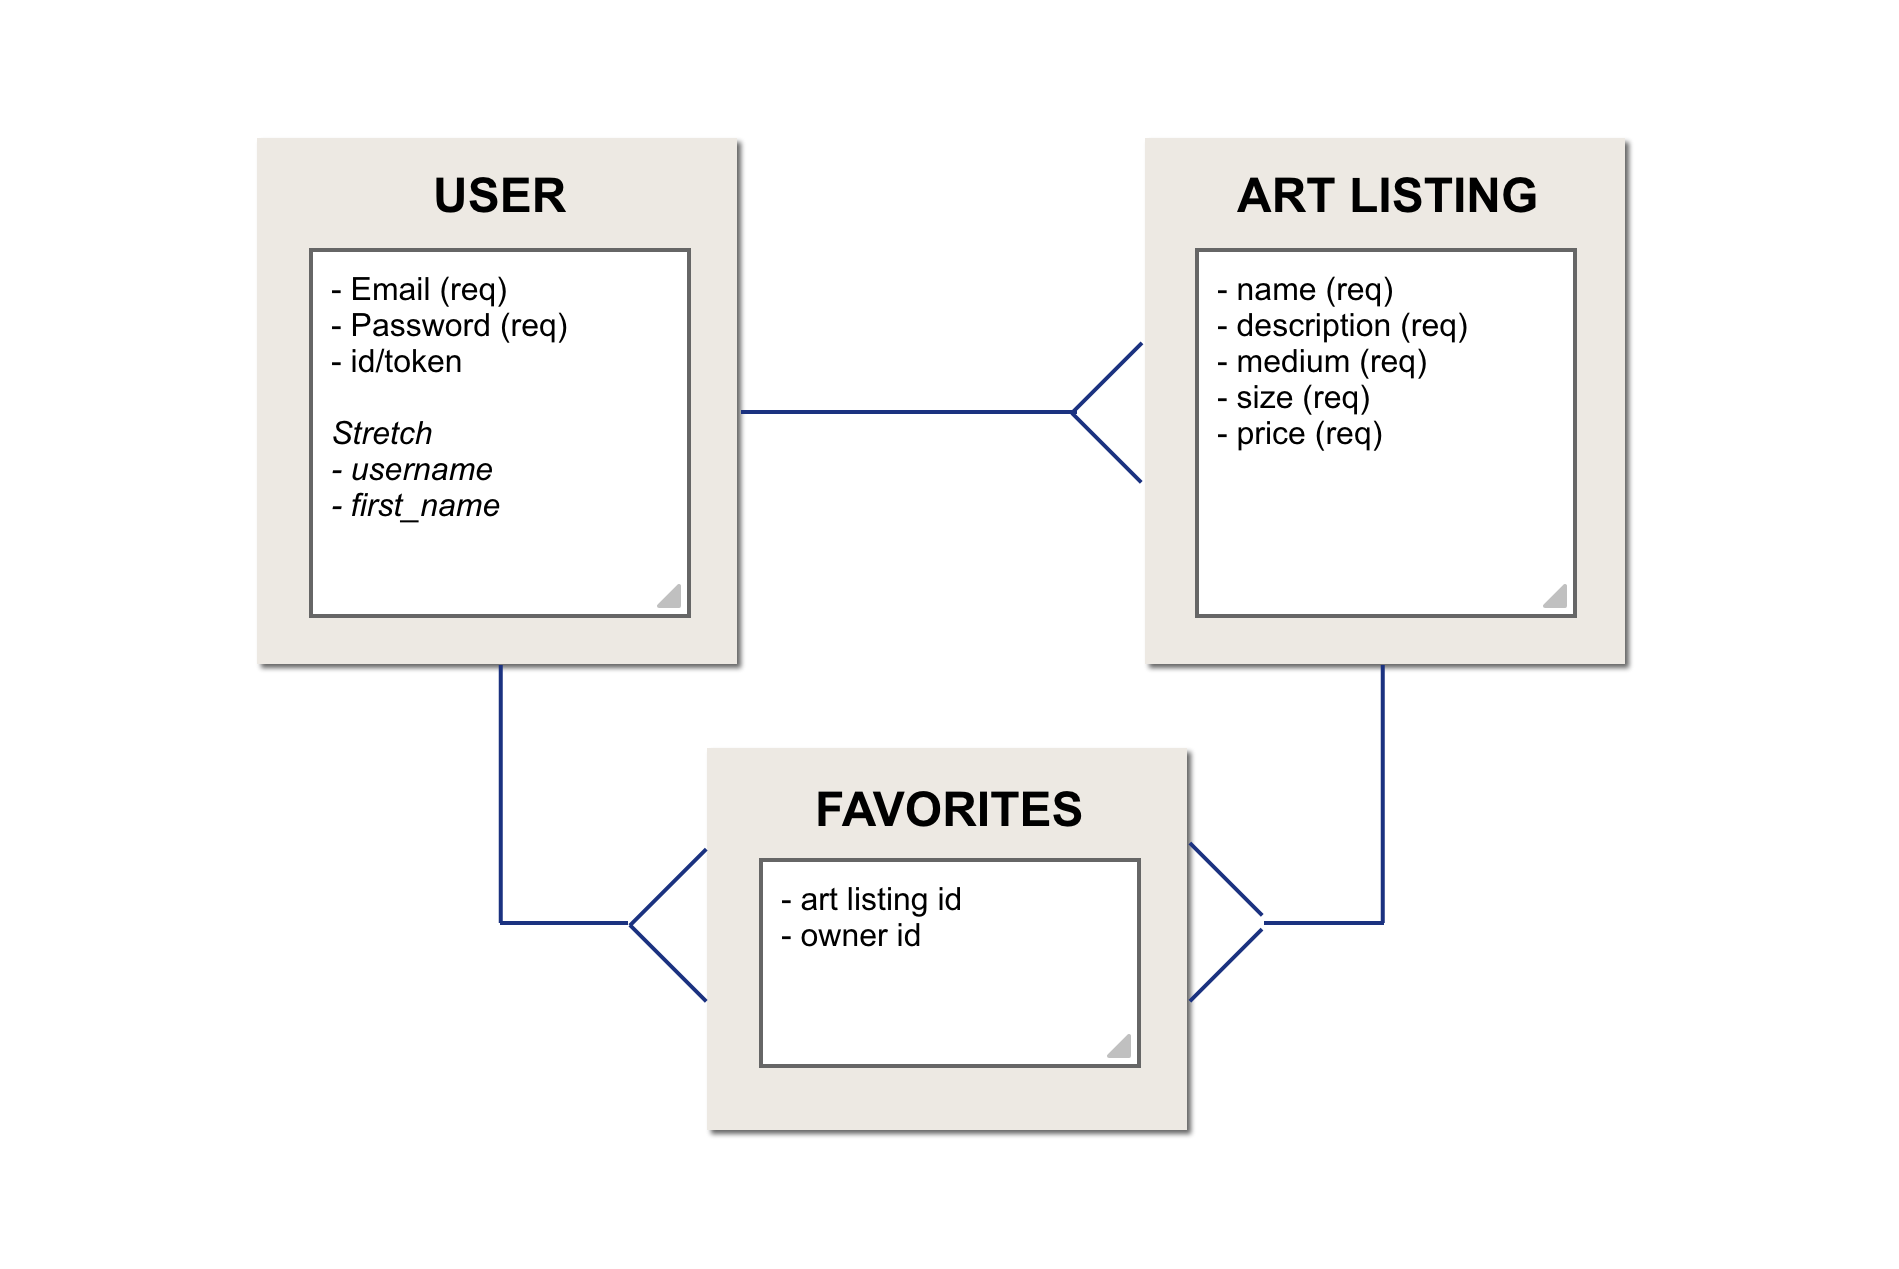 USER
- Email (req)
- Password (req)
- id/token
Stretch
- username
- first_name
ART LISTING
- name (req)
- description (req)
- medium (req)
- size (req)
- price (req)
FAVORITES
- art listing id
- owner id